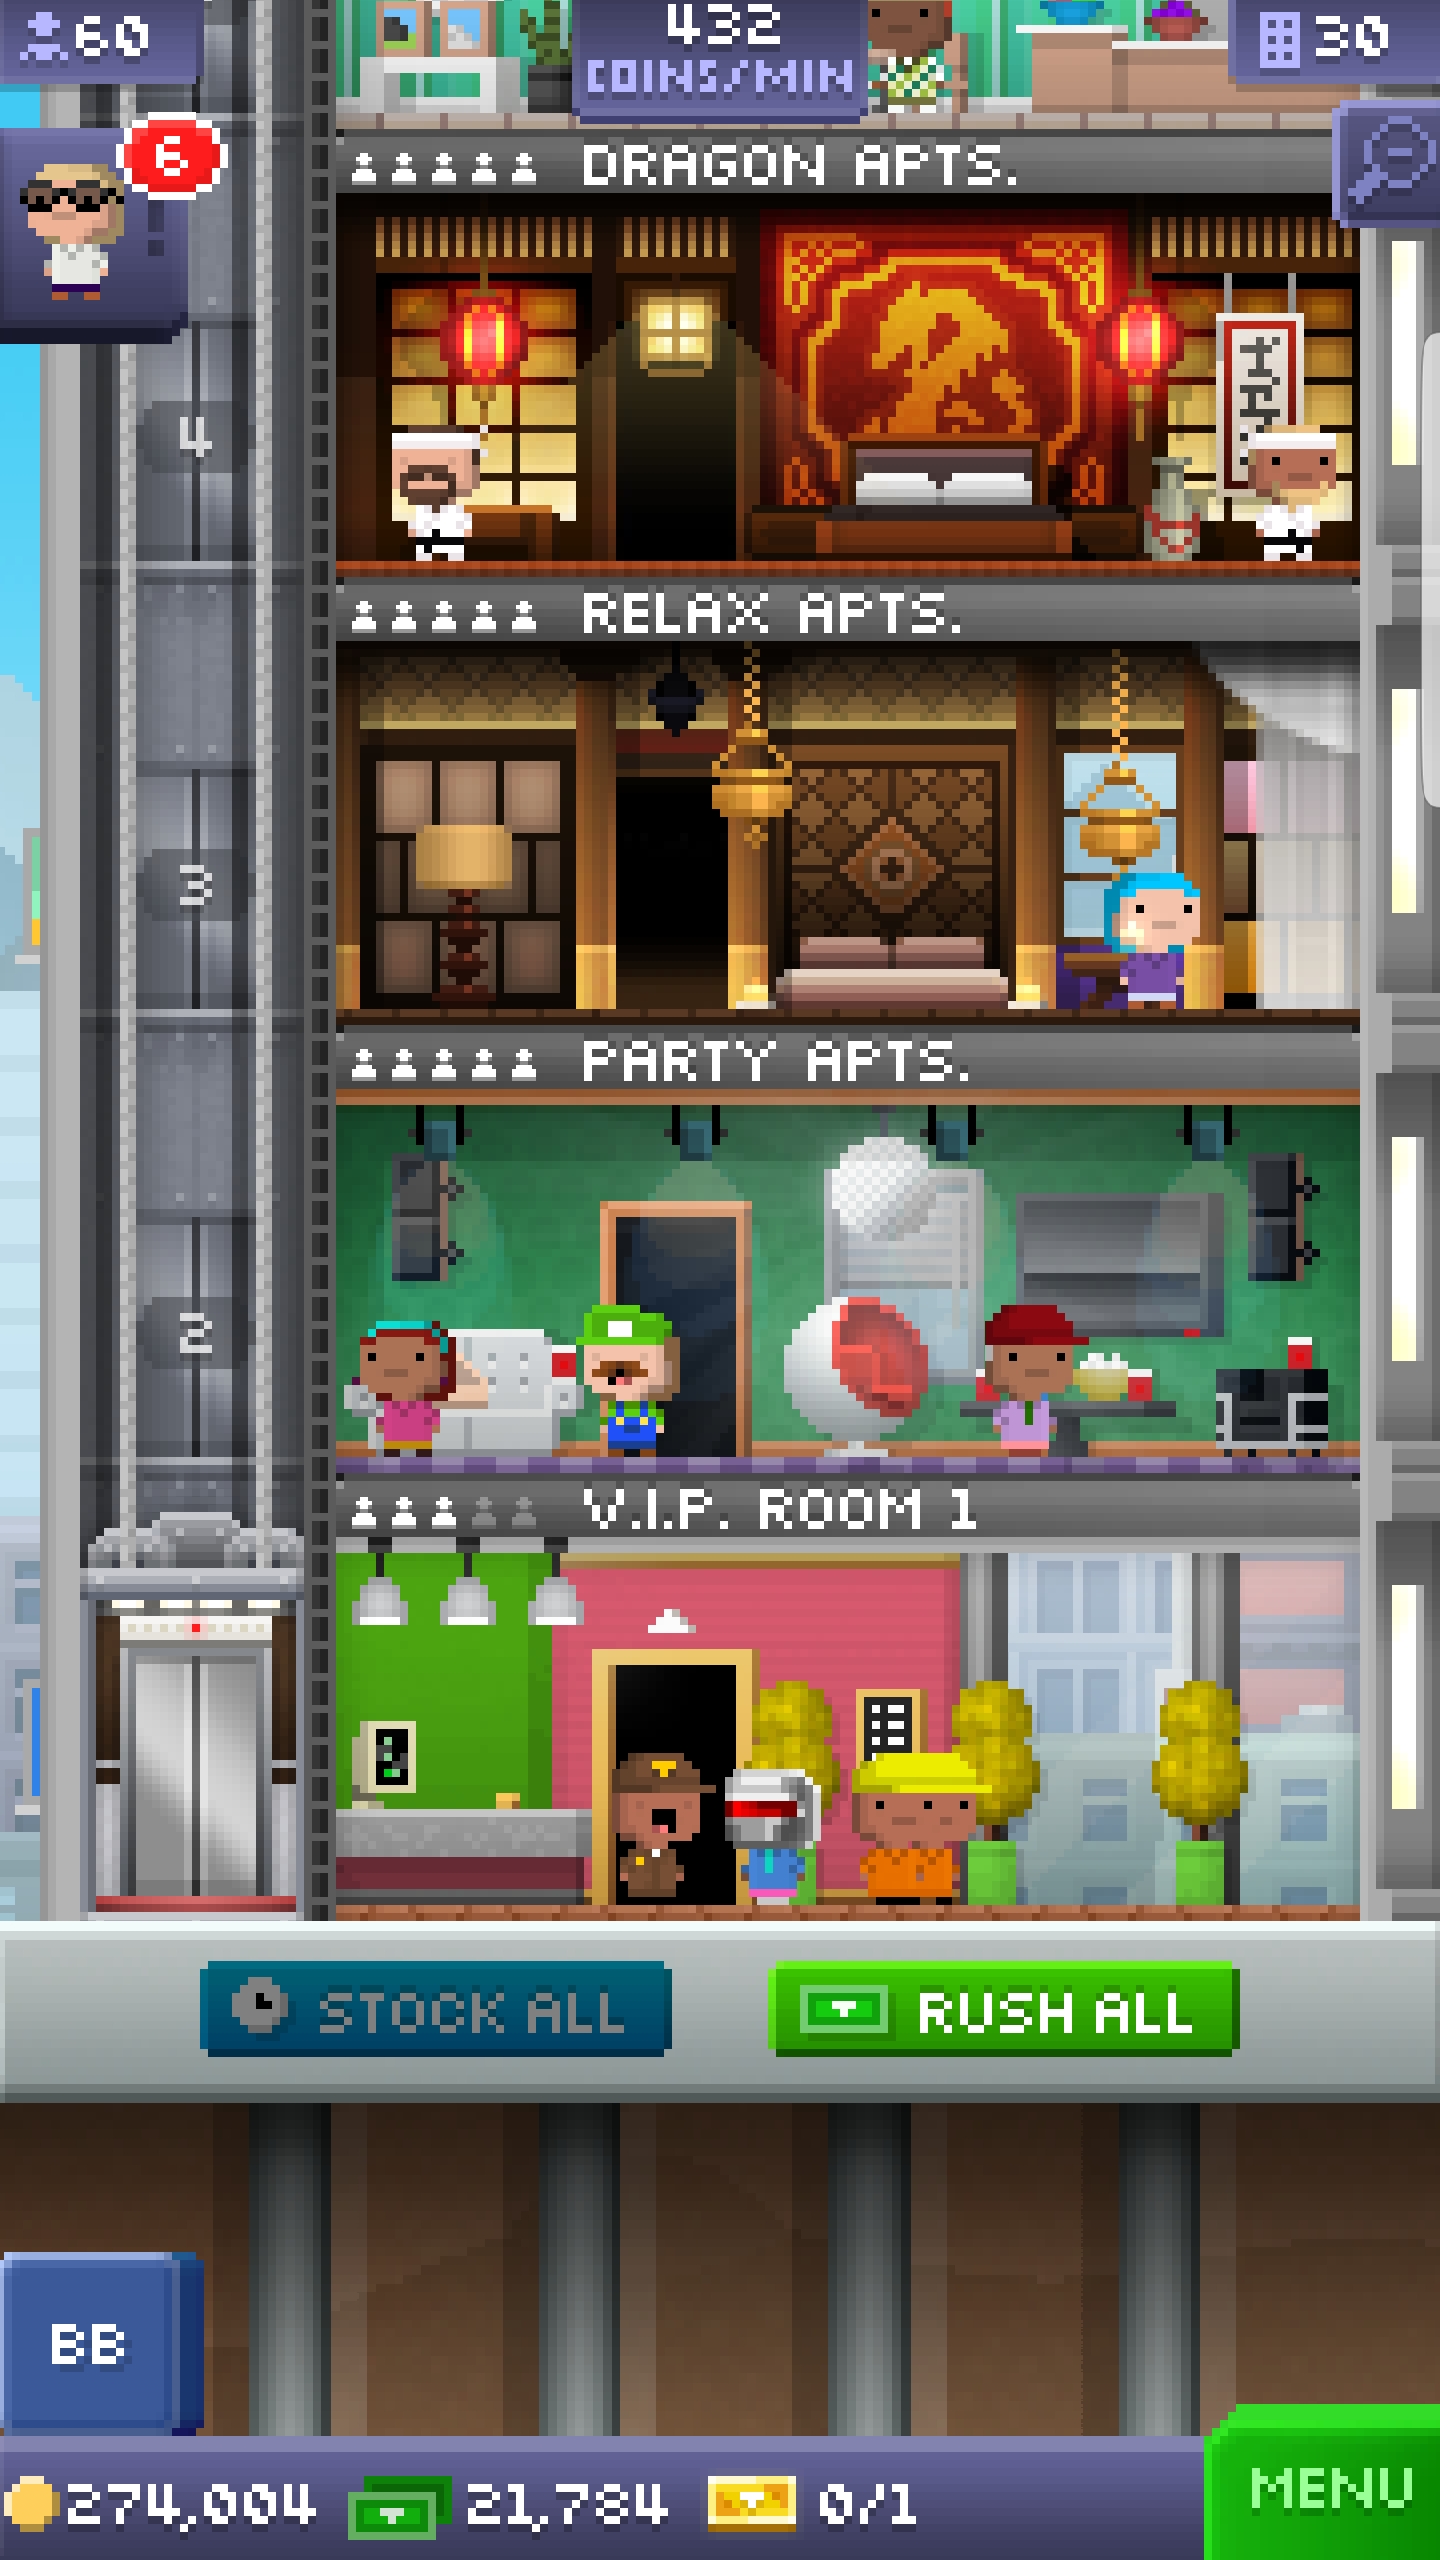 60
432
COINS/MIN
30
6
DRAGON APTS.
4
RELAX APTS.
3
PARTY APTS.
2
V.I.P. ROOM 1
STOCK ALL
RUSH ALL
BB
274,004
21,784
0/1
MENU